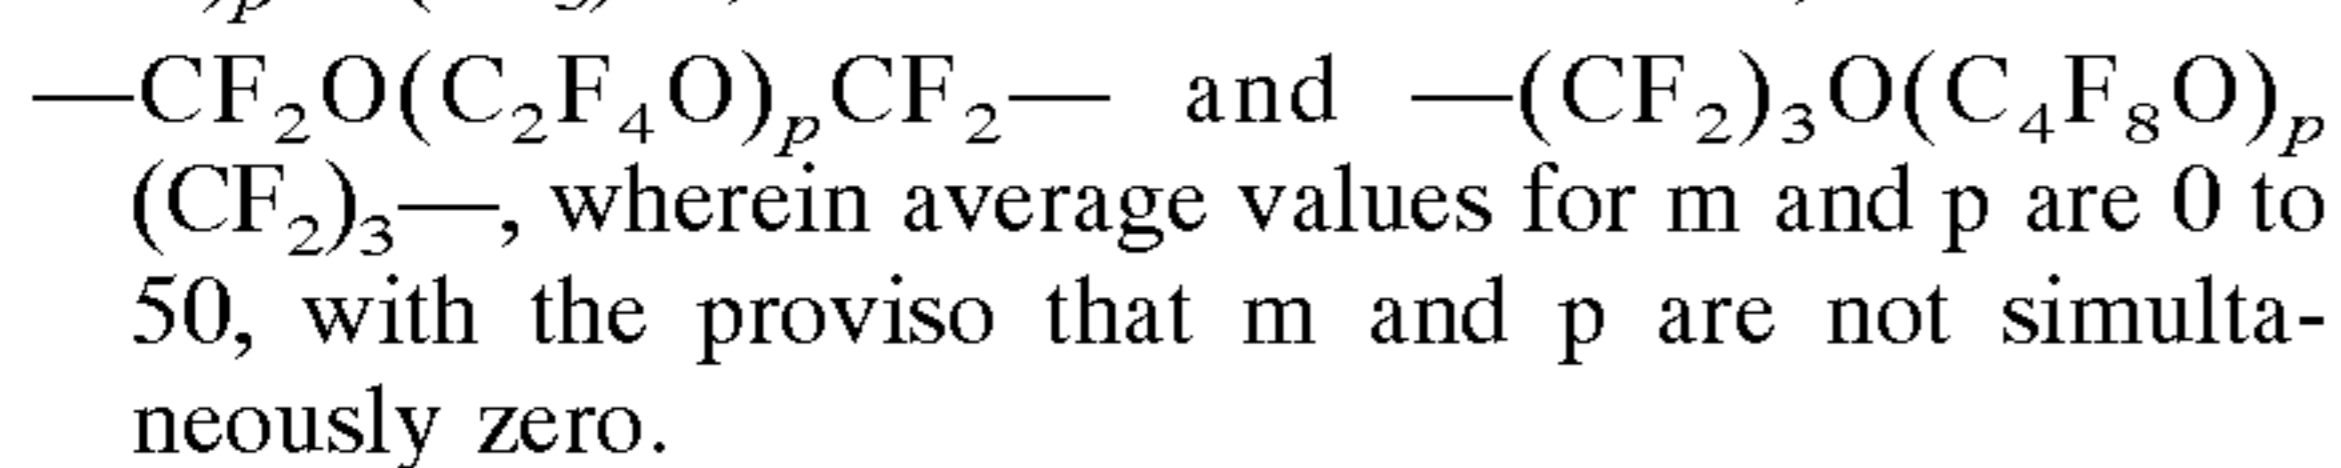 —CF₂O(C₂F₄O)ₚCF₂— and —(CF₂)₃O(C₄F₈O)ₚ
(CF₂)₃—, wherein average values for m and p are 0 to
50, with the proviso that m and p are not simulta-
neously zero.